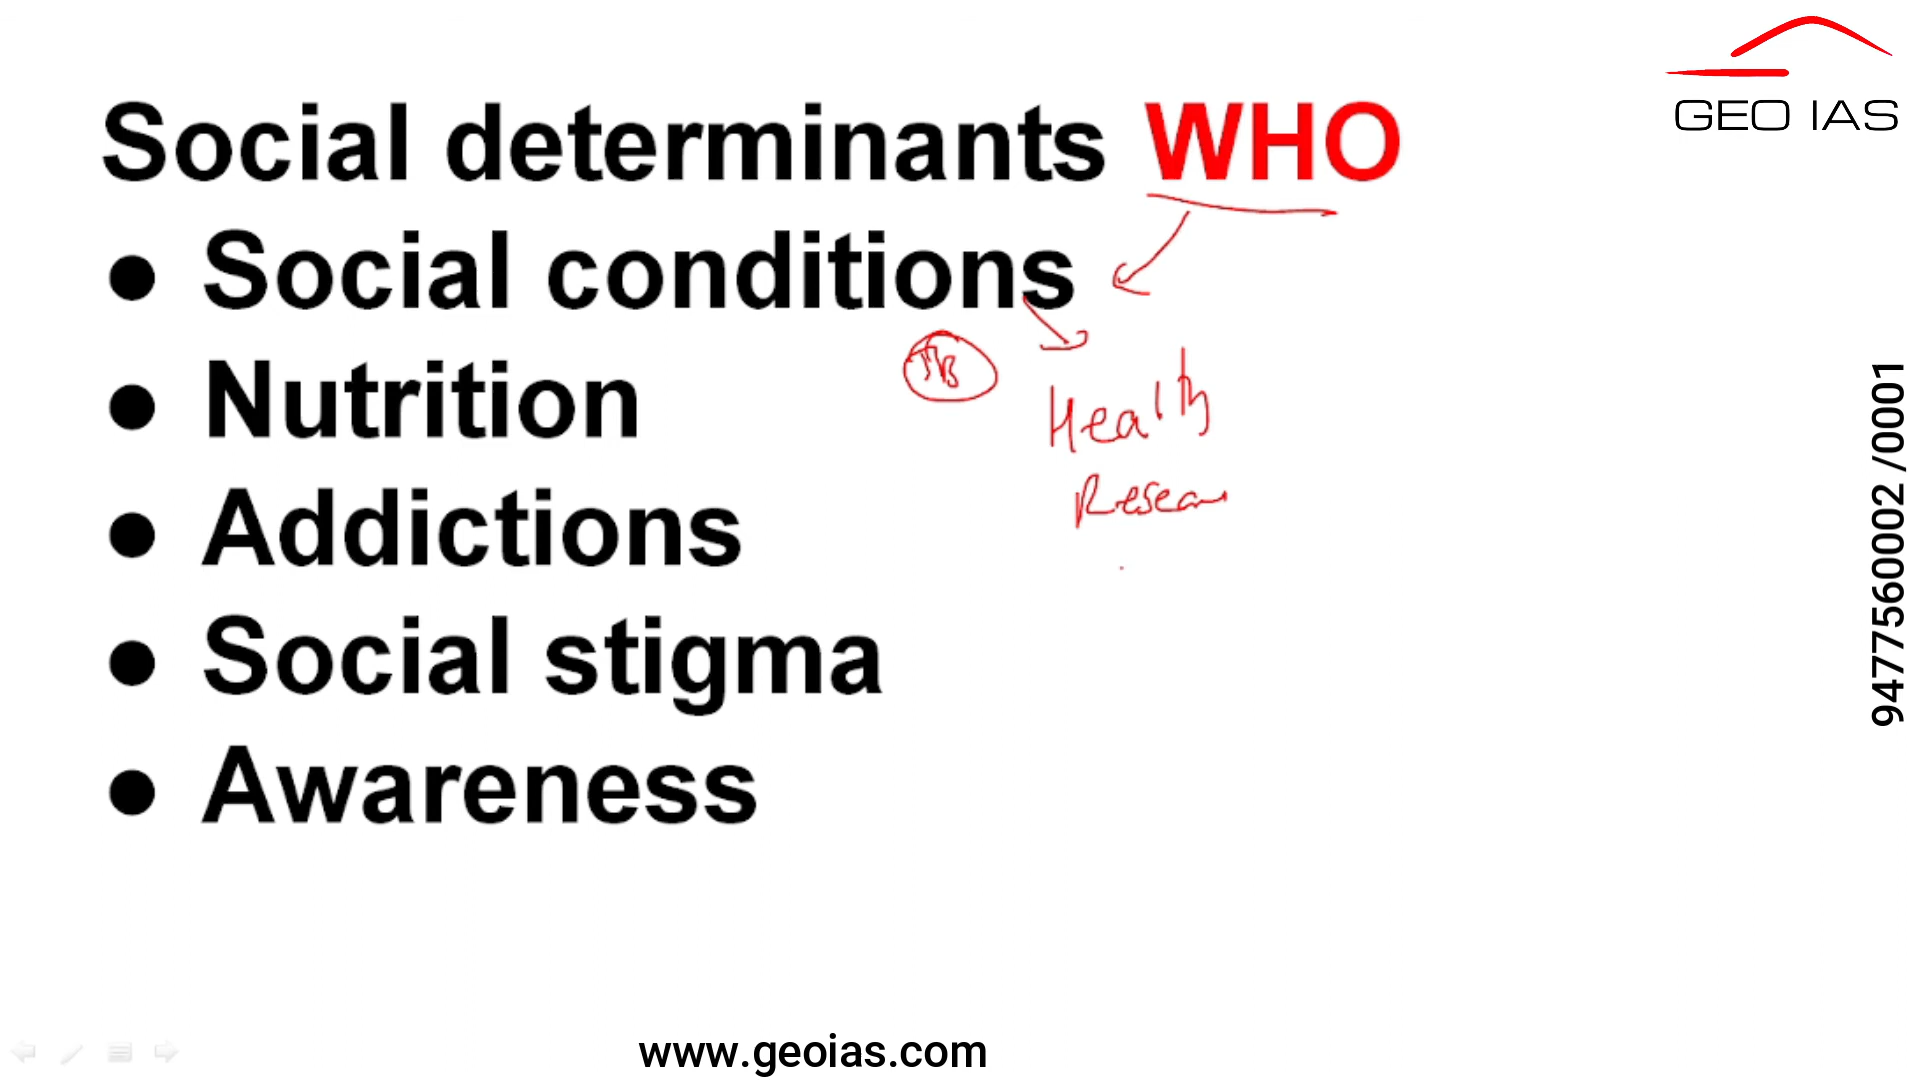 GEO IAS
Social determinants WHO
● Social conditions
● Nutrition
● Addictions
● Social stigma
● Awareness
TB
Health
Resear
9477560002 /0001
www.geoias.com